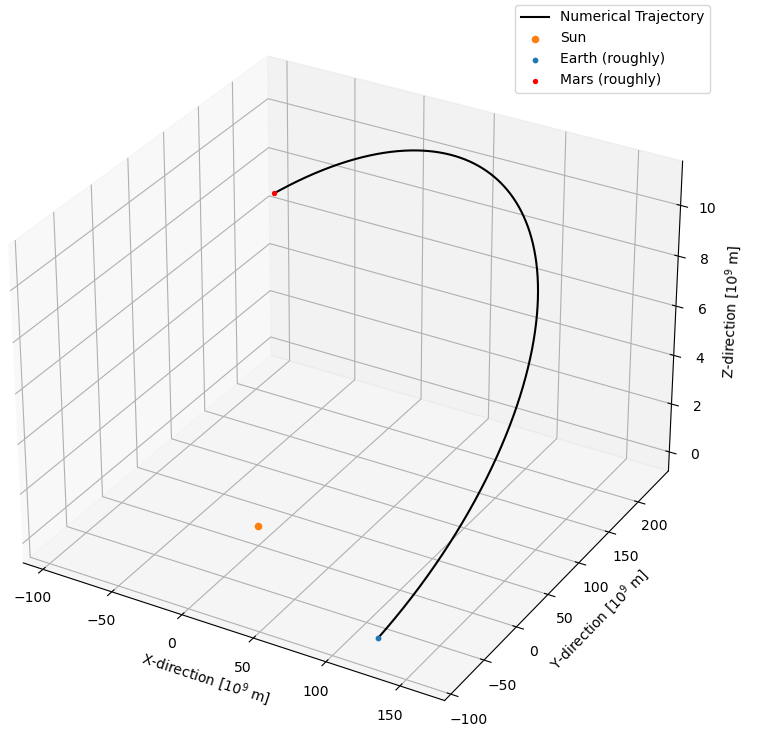 Numerical Trajectory
Sun
Earth (roughly)
Mars (roughly)
10
8
6
4
2
0
Z-direction [10⁹ m]
−100
−50
0
50
100
150
X-direction [10⁹ m]
200
150
100
50
0
−50
−100
Y-direction [10⁹ m]